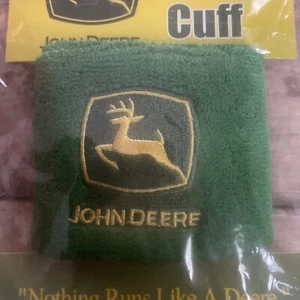 Cuff
JOHN DEERE
JOHN DEERE
"Nothing Runs Like A Deere